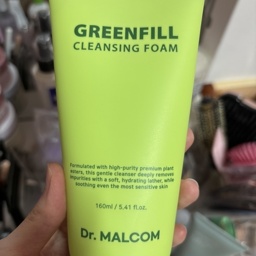 GREENFILL
CLEANSING FOAM
Formulated with high-purity premium plant
esters, this gentle cleanser deeply removes
impurities with a soft, hydrating lather, while
soothing even the most sensitive skin
160ml / 5.41 fl.oz.
Dr. MALCOM